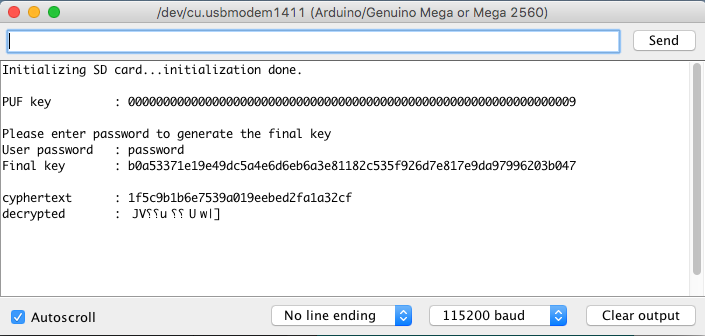 /dev/cu.usbmodem1411 (Arduino/Genuino Mega or Mega 2560)
Send
Initializing SD card...initialization done.
PUF key : 0000000000000000000000000000000000000000000000000000000000000009
Please enter password to generate the final key
User password : password
Final key : b0a53371e19e49dc5a4e6d6eb6a3e81182c535f926d7e817e9da97996203b047
cyphertext : 1f5c9b1b6e7539a019eebed2fa1a32cf
decrypted : JV⸮⸮u ⸮⸮ U w|]
Autoscroll
No line ending
115200 baud
Clear output